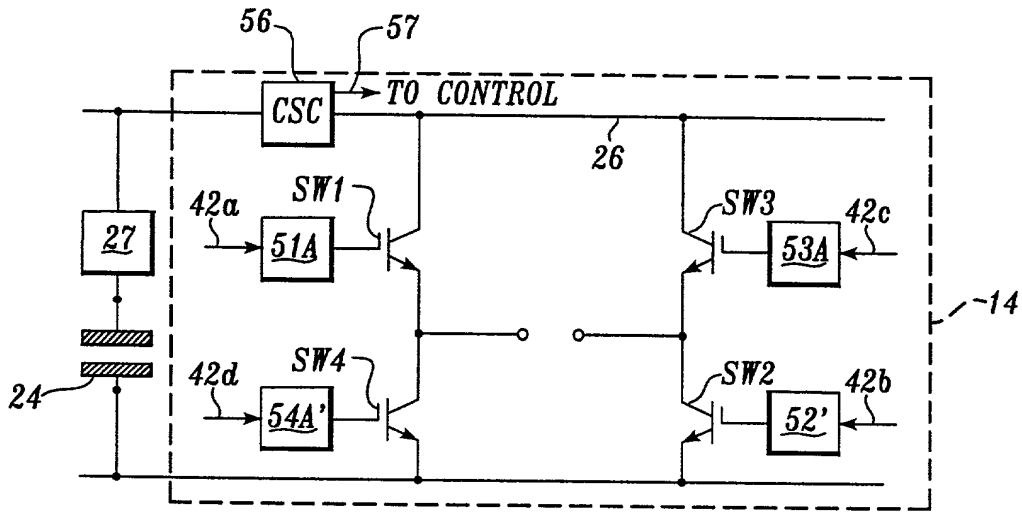 56
57
CSC
TO CONTROL
26
SW1
SW3
42a
42c
27
51A
53A
14
SW4
SW2
24
42d
42b
54A'
52'